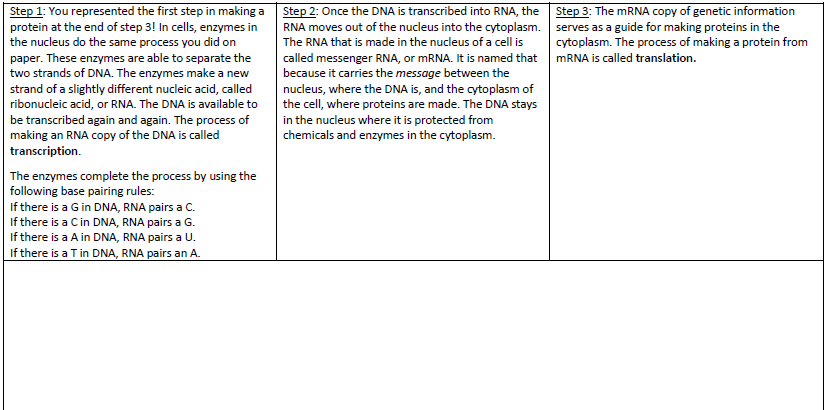 Step 1: You represented the first step in making a
protein at the end of step 3! In cells, enzymes in
the nucleus do the same process you did on
paper. These enzymes are able to separate the
two strands of DNA. The enzymes make a new
strand of a slightly different nucleic acid, called
ribonucleic acid, or RNA. The DNA is available to
be transcribed again and again. The process of
making an RNA copy of the DNA is called
transcription.
The enzymes complete the process by using the
following base pairing rules:
If there is a G in DNA, RNA pairs a C.
If there is a C in DNA, RNA pairs a G.
If there is a A in DNA, RNA pairs a U.
If there is a T in DNA, RNA pairs an A.
Step 2: Once the DNA is transcribed into RNA, the
RNA moves out of the nucleus into the cytoplasm.
The RNA that is made in the nucleus of a cell is
called messenger RNA, or mRNA. It is named that
because it carries the message between the
nucleus, where the DNA is, and the cytoplasm of
the cell, where proteins are made. The DNA stays
in the nucleus where it is protected from
chemicals and enzymes in the cytoplasm.
Step 3: The mRNA copy of genetic information
serves as a guide for making proteins in the
cytoplasm. The process of making a protein from
mRNA is called translation.